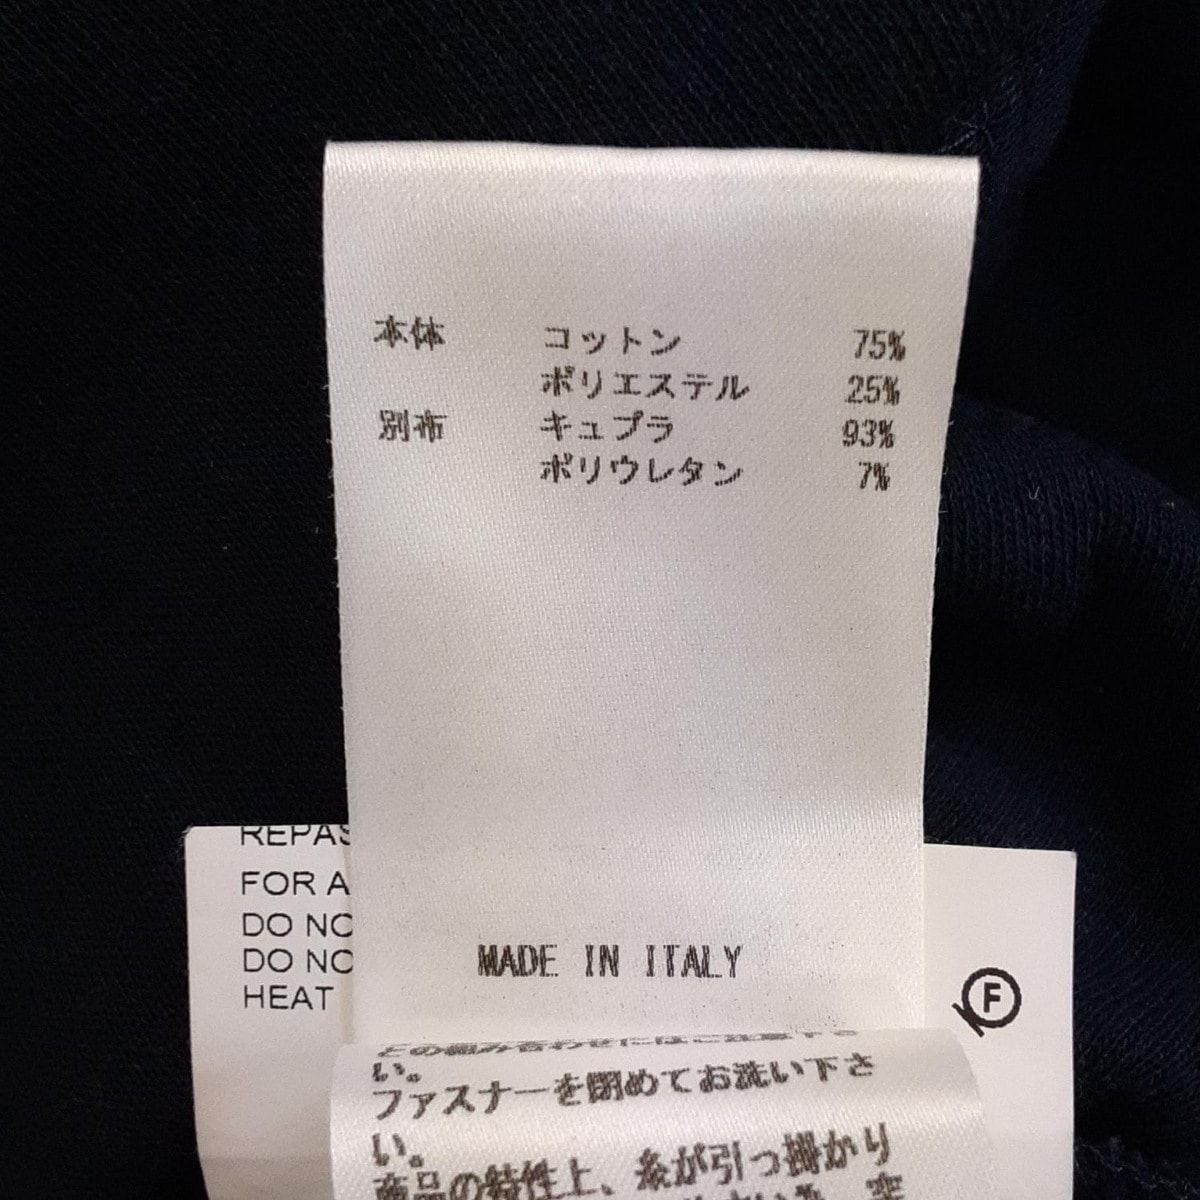 本体 コットン 75%
ポリエステル 25%
別布 キュプラ 93%
ポリウレタン 7%
MADE IN ITALY
FOR A
DO NO
DO NO
HEAT
F
い。
ファスナーを閉めてお洗い下さ
い。
商品の特性上、糸が引っ掛かり